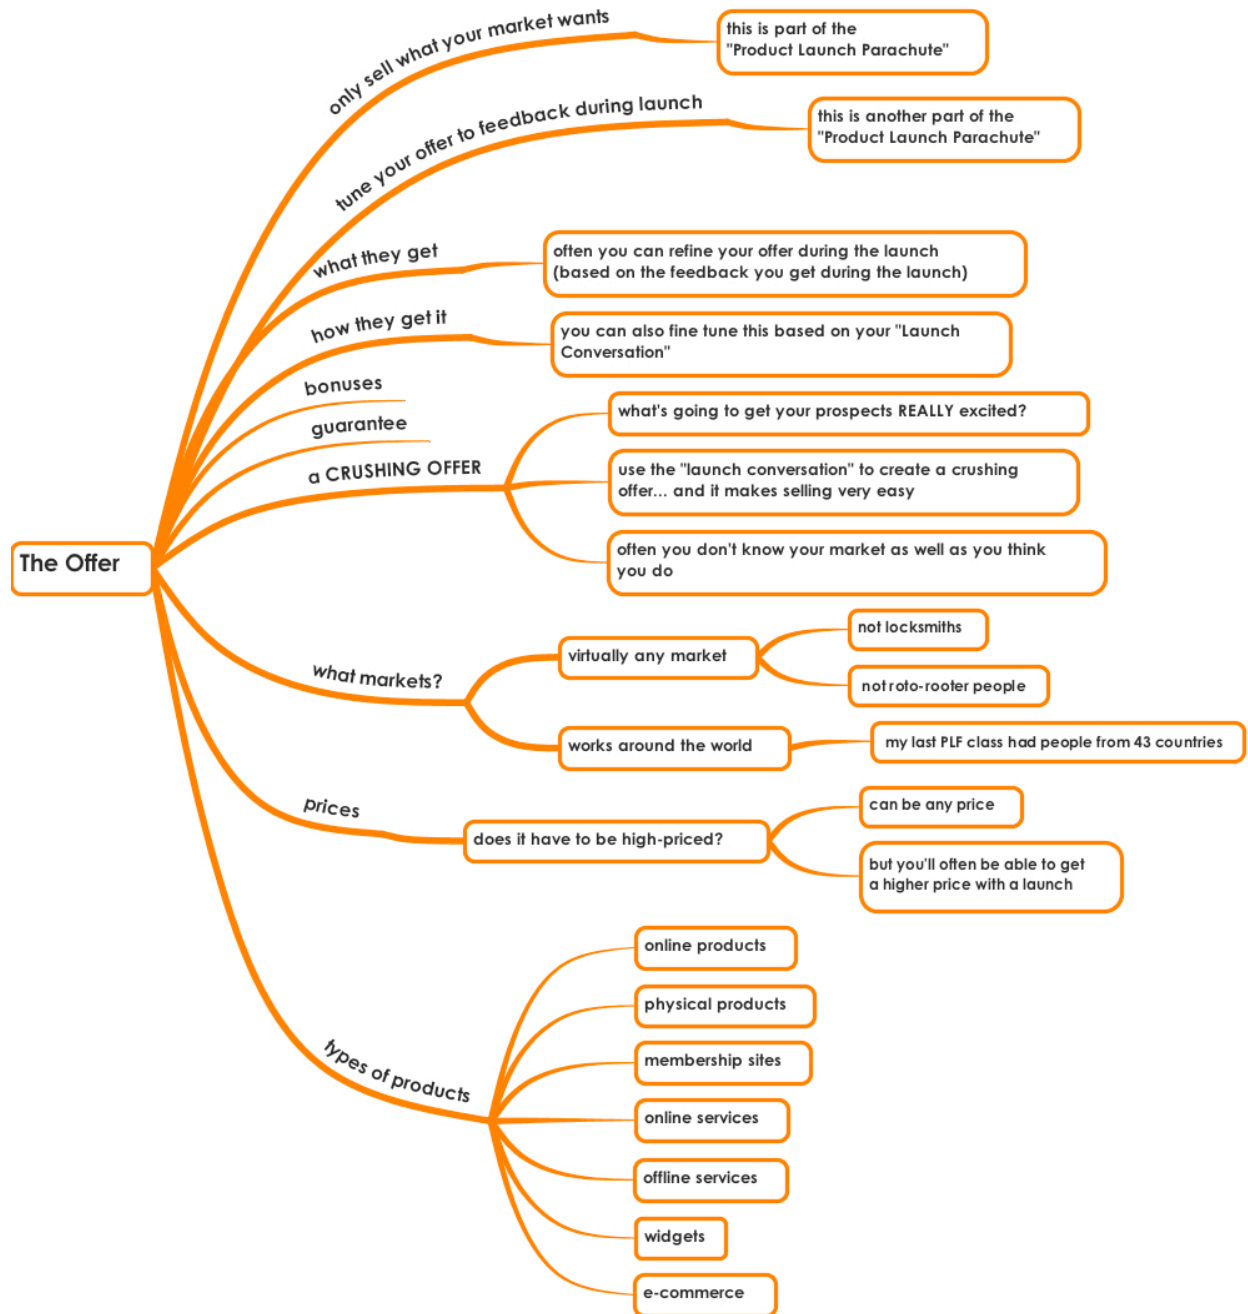 only sell what your market wants
this is part of the
"Product Launch Parachute"
tune your offer to feedback during launch
this is another part of the
"Product Launch Parachute"
what they get
often you can refine your offer during the launch
(based on the feedback you get during the launch)
how they get it
you can also fine tune this based on your "Launch
Conversation"
bonuses
guarantee
a CRUSHING OFFER
what's going to get your prospects REALLY excited?
use the "launch conversation" to create a crushing
offer... and it makes selling very easy
often you don't know your market as well as you think
you do
The Offer
what markets?
virtually any market
not locksmiths
not roto-rooter people
works around the world
my last PLF class had people from 43 countries
prices
does it have to be high-priced?
can be any price
but you'll often be able to get
a higher price with a launch
types of products
online products
physical products
membership sites
online services
offline services
widgets
e-commerce